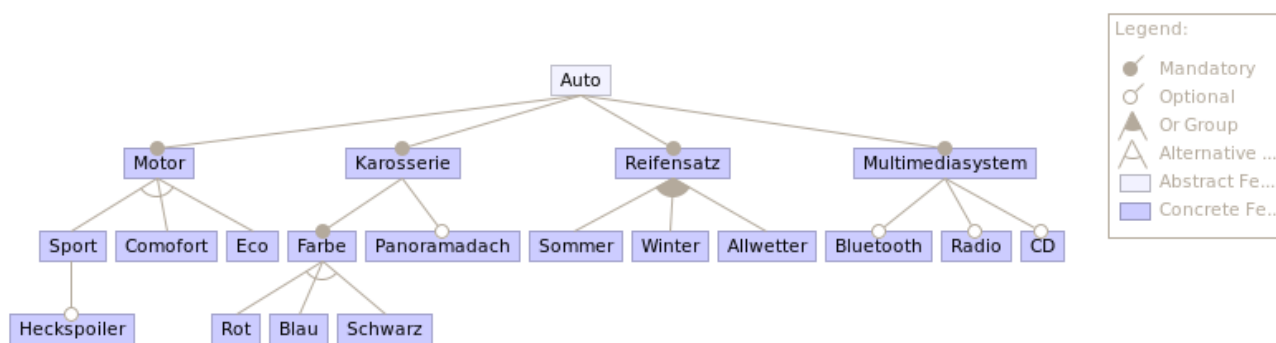 Legend:
Auto
Mandatory
Optional
Or Group
Alternative ...
Abstract Fe...
Concrete Fe...
Motor
Karosserie
Reifensatz
Multimediasystem
Sport
Comofort
Eco
Farbe
Panoramadach
Sommer
Winter
Allwetter
Bluetooth
Radio
CD
Heckspoiler
Rot
Blau
Schwarz